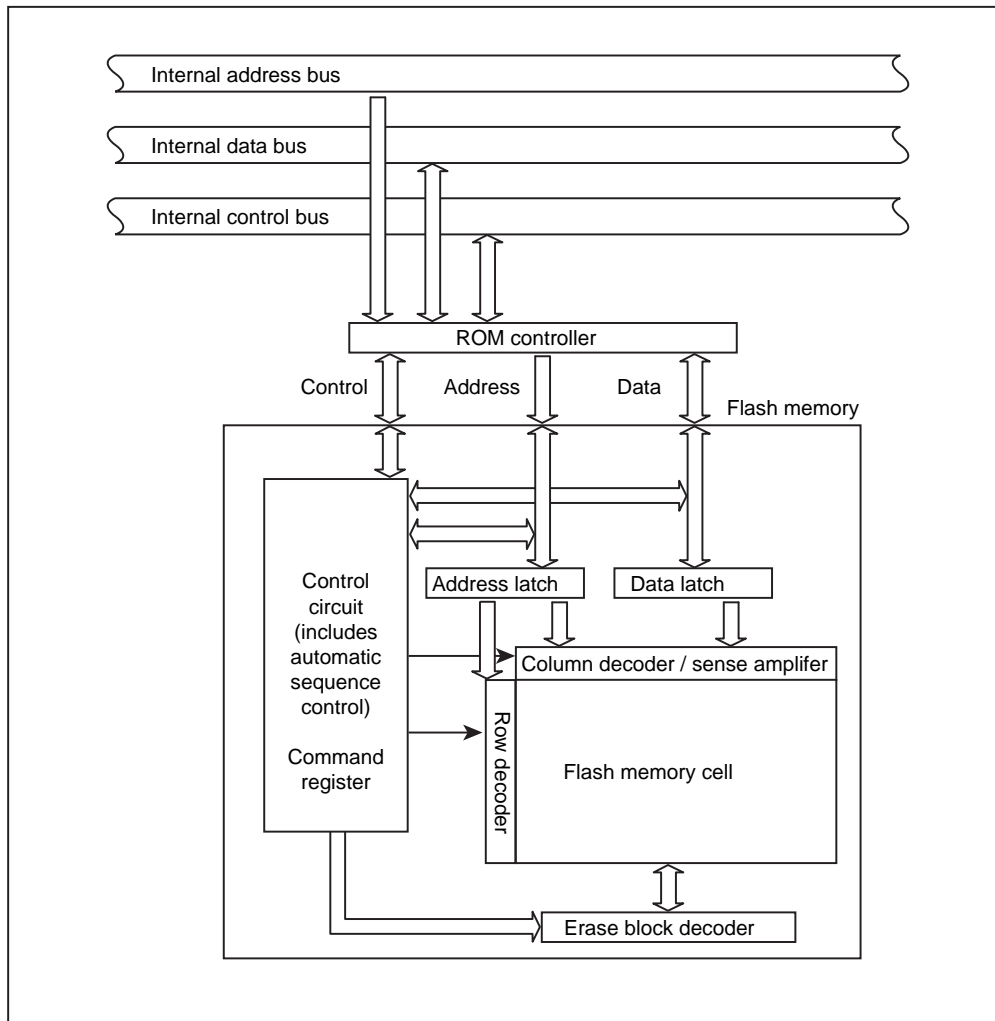 Internal address bus
Internal data bus
Internal control bus
ROM controller
Control
Address
Data
Flash memory
Control
circuit
(includes
automatic
sequence
control)
Command
register
Address latch
Data latch
Column decoder / sense amplifer
Row decoder
Flash memory cell
Erase block decoder